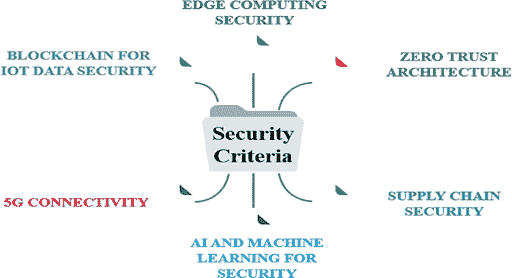 EDGE COMPUTING
SECURITY
BLOCKCHAIN FOR
IOT DATA SECURITY
ZERO TRUST
ARCHITECTURE
Security
Criteria
5G CONNECTIVITY
SUPPLY CHAIN
SECURITY
AI AND MACHINE
LEARNING FOR
SECURITY